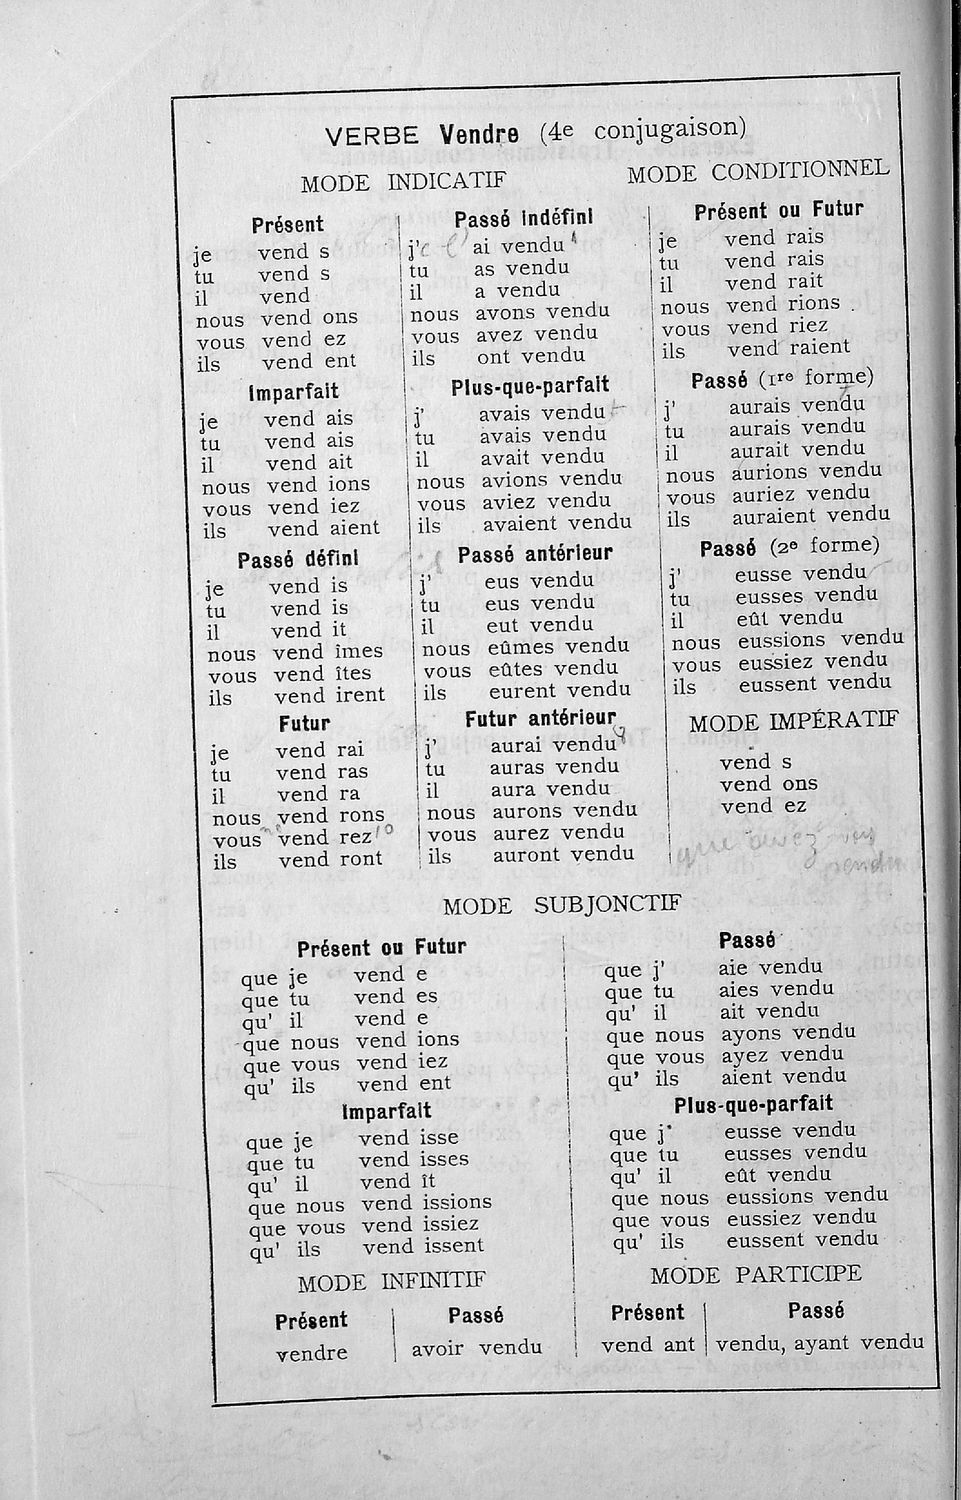 VERBE Vendre (4e conjugaison)
MODE INDICATIF
Présent
je vend s
tu vend s
il vend
nous vend ons
vous vend ez
ils vend ent
Imparfait
je vend ais
tu vend ais
il vend ait
nous vend ions
vous vend iez
ils vend aient
Passé défini
je vend is
tu vend is
il vend it
nous vend îmes
vous vend îtes
ils vend irent
Futur
je vend rai
tu vend ras
il vend ra
nous vend rons
vous vend rez 10
ils vend ront
Passé indéfini
j' ai vendu
tu as vendu
il a vendu
nous avons vendu
vous avez vendu
ils ont vendu
Plus-que-parfait
j' avais vendu
tu avais vendu
il avait vendu
nous avions vendu
vous aviez vendu
ils avaient vendu
Passé antérieur
j' eus vendu
tu eus vendu
il eut vendu
nous eûmes vendu
vous eûtes vendu
ils eurent vendu
Futur antérieur
j' aurai vendu
tu auras vendu
il aura vendu
nous aurons vendu
vous aurez vendu
ils auront vendu
MODE CONDITIONNEL
Présent ou Futur
je vend rais
tu vend rais
il vend rait
nous vend rions
vous vend riez
ils vend raient
Passé (1re forme)
j' aurais vendu
tu aurais vendu
il aurait vendu
nous aurions vendu
vous auriez vendu
ils auraient vendu
Passé (2e forme)
j' eusse vendu
tu eusses vendu
il eût vendu
nous eussions vendu
vous eussiez vendu
ils eussent vendu
MODE IMPÉRATIF
vend s
vend ons
vend ez
que
vendu
MODE SUBJONCTIF
Présent ou Futur
que je vend e
que tu vend es
qu' il vend e
que nous vend ions
que vous vend iez
qu' ils vend ent
Imparfait
que je vend isse
que tu vend isses
qu' il vend ît
que nous vend issions
que vous vend issiez
qu' ils vend issent
Passé
que j' aie vendu
que tu aies vendu
qu' il ait vendu
que nous ayons vendu
que vous ayez vendu
qu' ils aient vendu
Plus-que-parfait
que j' eusse vendu
que tu eusses vendu
qu' il eût vendu
que nous eussions vendu
que vous eussiez vendu
qu' ils eussent vendu
MODE INFINITIF
Présent
vendre
Passé
avoir vendu
MODE PARTICIPE
Présent
vend ant
Passé
vendu, ayant vendu